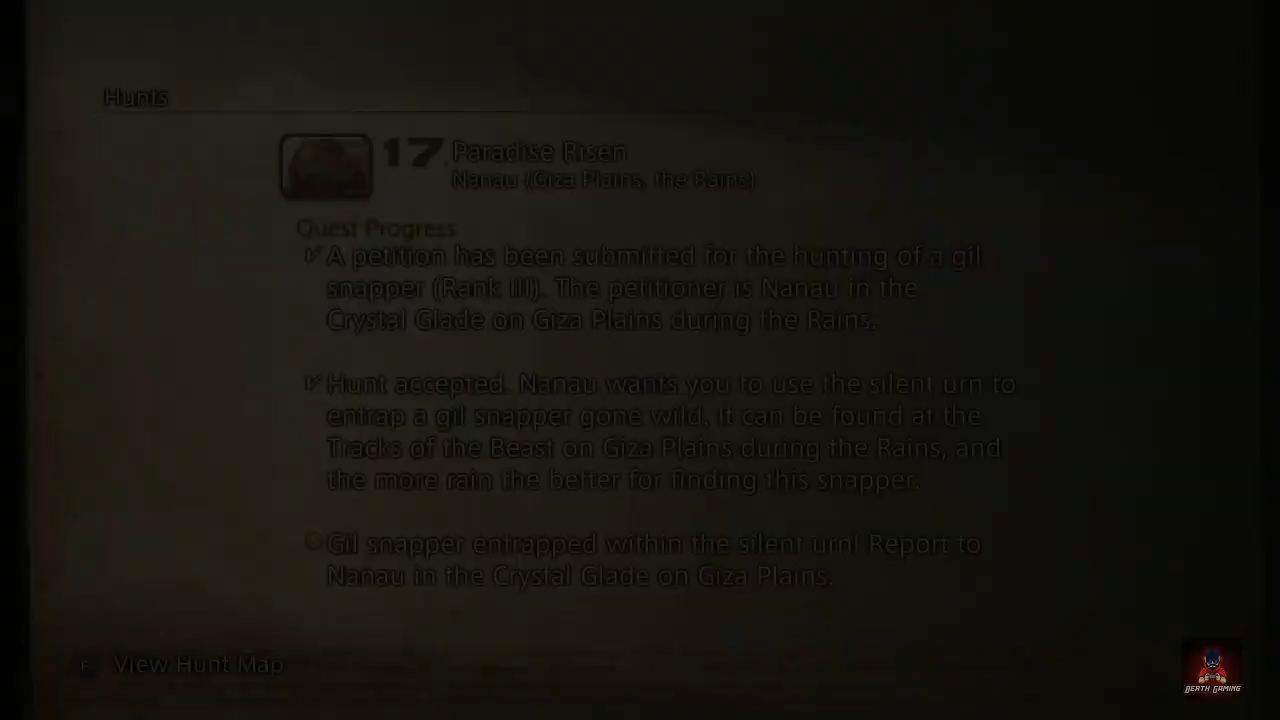 Hunts
17. Paradise Risen
Nanau (Giza Plains, the Rains)
Quest Progress
A petition has been submitted for the hunting of a gil
snapper (Rank III). The petitioner is Nanau in the
Crystal Glade on Giza Plains during the Rains.
Hunt accepted. Nanau wants you to use the silent urn to
entrap a gil snapper gone wild. It can be found at the
Tracks of the Beast on Giza Plains during the Rains, and
the more rain the better for finding this snapper.
Gil snapper entrapped within the silent urn! Report to
Nanau in the Crystal Glade on Giza Plains.
F View Hunt Map
BERTH GAMING